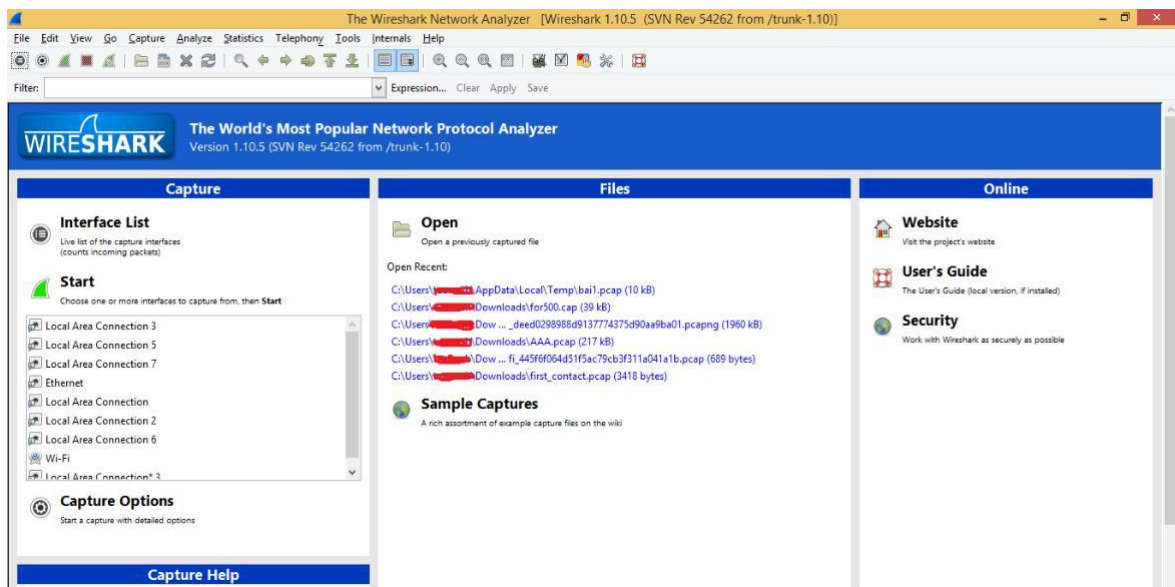 The Wireshark Network Analyzer [Wireshark 1.10.5 (SVN Rev 54262 from /trunk-1.10)]
File Edit View Go Capture Analyze Statistics Telephony Tools Internals Help
Filter: Expression... Clear Apply Save
WIRESHARK
The World's Most Popular Network Protocol Analyzer
Version 1.10.5 (SVN Rev 54262 from /trunk-1.10)
Capture
Interface List
Live list of the capture interfaces
(counts incoming packets)
Start
Choose one or more interfaces to capture from, then Start
Local Area Connection 3
Local Area Connection 5
Local Area Connection 7
Ethernet
Local Area Connection
Local Area Connection 2
Local Area Connection 6
Wi-Fi
Local Area Connection* 3
Capture Options
Start a capture with detailed options
Capture Help
Files
Open
Open a previously captured file
Open Recent:
C:\Users\ \AppData\Local\Temp\bai1.pcap (10 kB)
C:\Users\ Downloads\for500.cap (39 kB)
C:\Users \Dow ... _deed0298988d9137774375d90aa9ba01.pcapng (1960 kB)
C:\Users\ Downloads\AAA.pcap (217 kB)
C:\Users\ \Dow ... fi_445f6f064d51f5ac79cb3f311a041a1b.pcap (689 bytes)
C:\Users\ Downloads\first_contact.pcap (3418 bytes)
Sample Captures
A rich assortment of example capture files on the wiki
Online
Website
Visit the project's website
User's Guide
The User's Guide (local version, if installed)
Security
Work with Wireshark as securely as possible